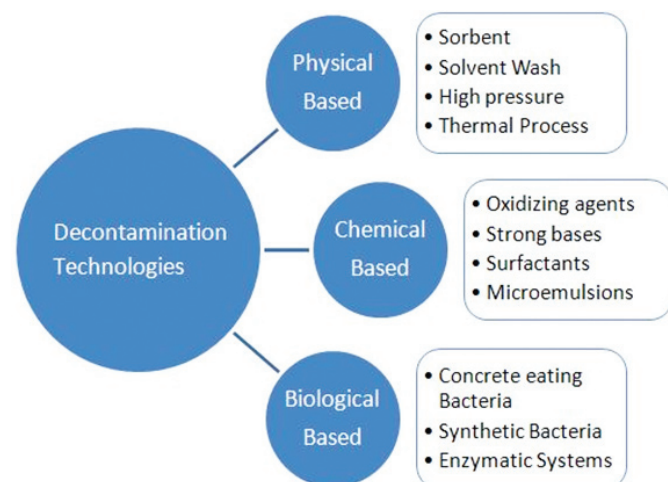 Decontamination
Technologies
Physical
Based
• Sorbent
• Solvent Wash
• High pressure
• Thermal Process
Chemical
Based
• Oxidizing agents
• Strong bases
• Surfactants
• Microemulsions
Biological
Based
• Concrete eating
Bacteria
• Synthetic Bacteria
• Enzymatic Systems